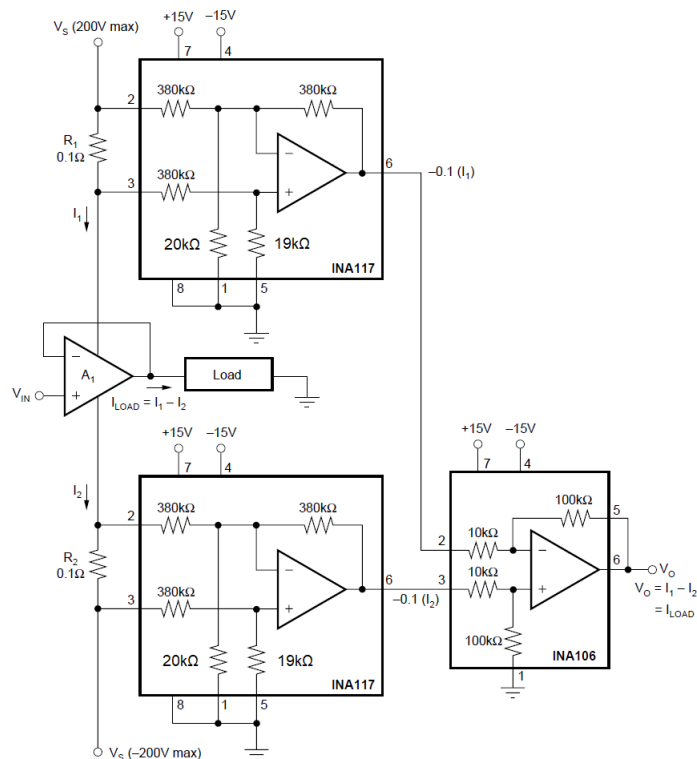 V_S (200V max)
+15V
–15V
7
4
2
380kΩ
380kΩ
R_1
0.1Ω
–
+
6
–0.1 (I_1)
3
380kΩ
I_1
20kΩ
19kΩ
INA117
8
1
5
–
A_1
+
V_IN
Load
I_LOAD = I_1 – I_2
+15V
–15V
7
4
+15V
–15V
7
4
I_2
2
380kΩ
380kΩ
100kΩ
5
R_2
0.1Ω
–
+
6
–0.1 (I_2)
2
10kΩ
–
6
V_O
3
380kΩ
3
10kΩ
+
V_O = I_1 – I_2
= I_LOAD
20kΩ
19kΩ
100kΩ
INA117
INA106
8
1
5
1
V_S (–200V max)